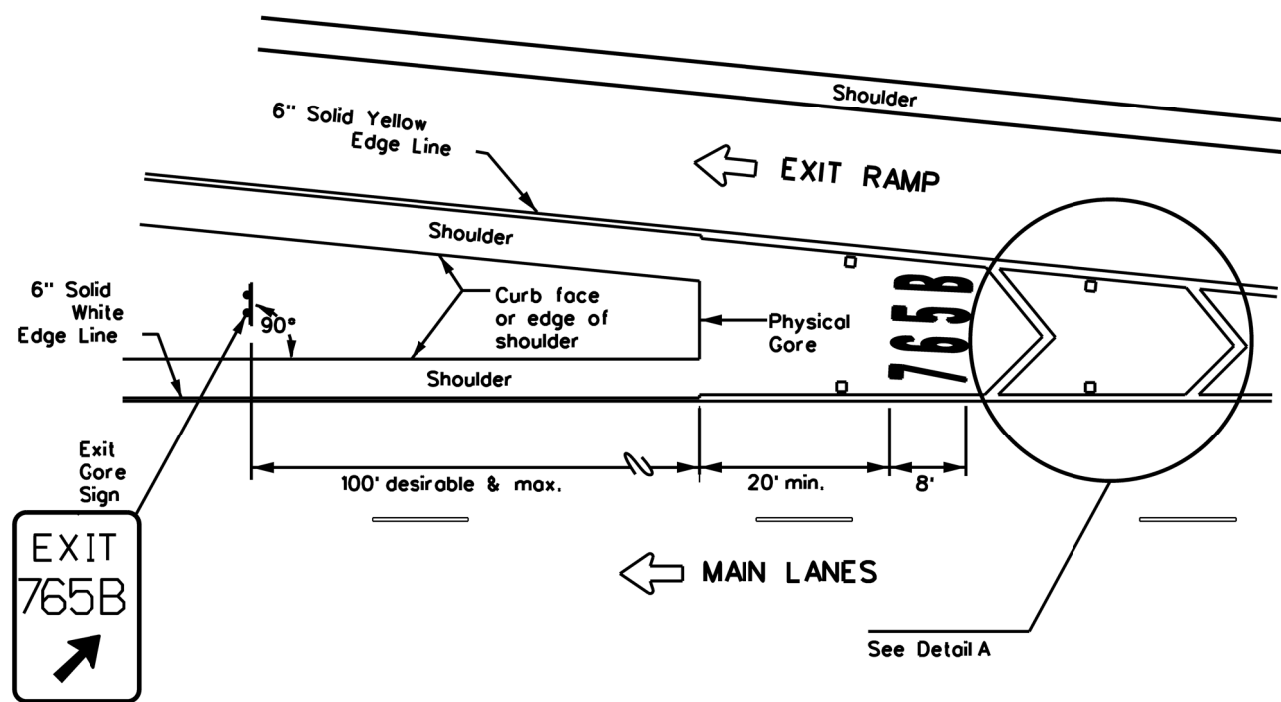 Shoulder
6" Solid Yellow
Edge Line
EXIT RAMP
Shoulder
6" Solid
White
Edge Line
90°
Curb face
or edge of
shoulder
Physical
Gore
765B
Shoulder
Exit
Gore
Sign
100' desirable & max.
20' min.
8'
EXIT
765B
MAIN LANES
See Detail A